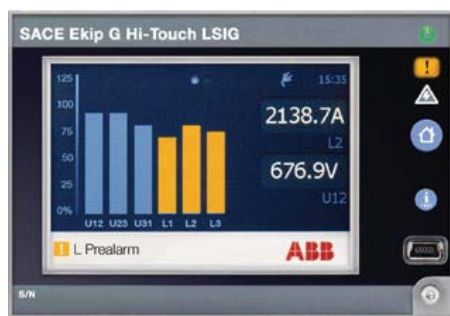 SACE Ekip G Hi-Touch LSIG
125
100
75
50
25
0%
U12 U23 U31 L1 L2 L3
15:35
2138.7A
L2
676.9V
U12
! L Prealarm
ABB
S/N